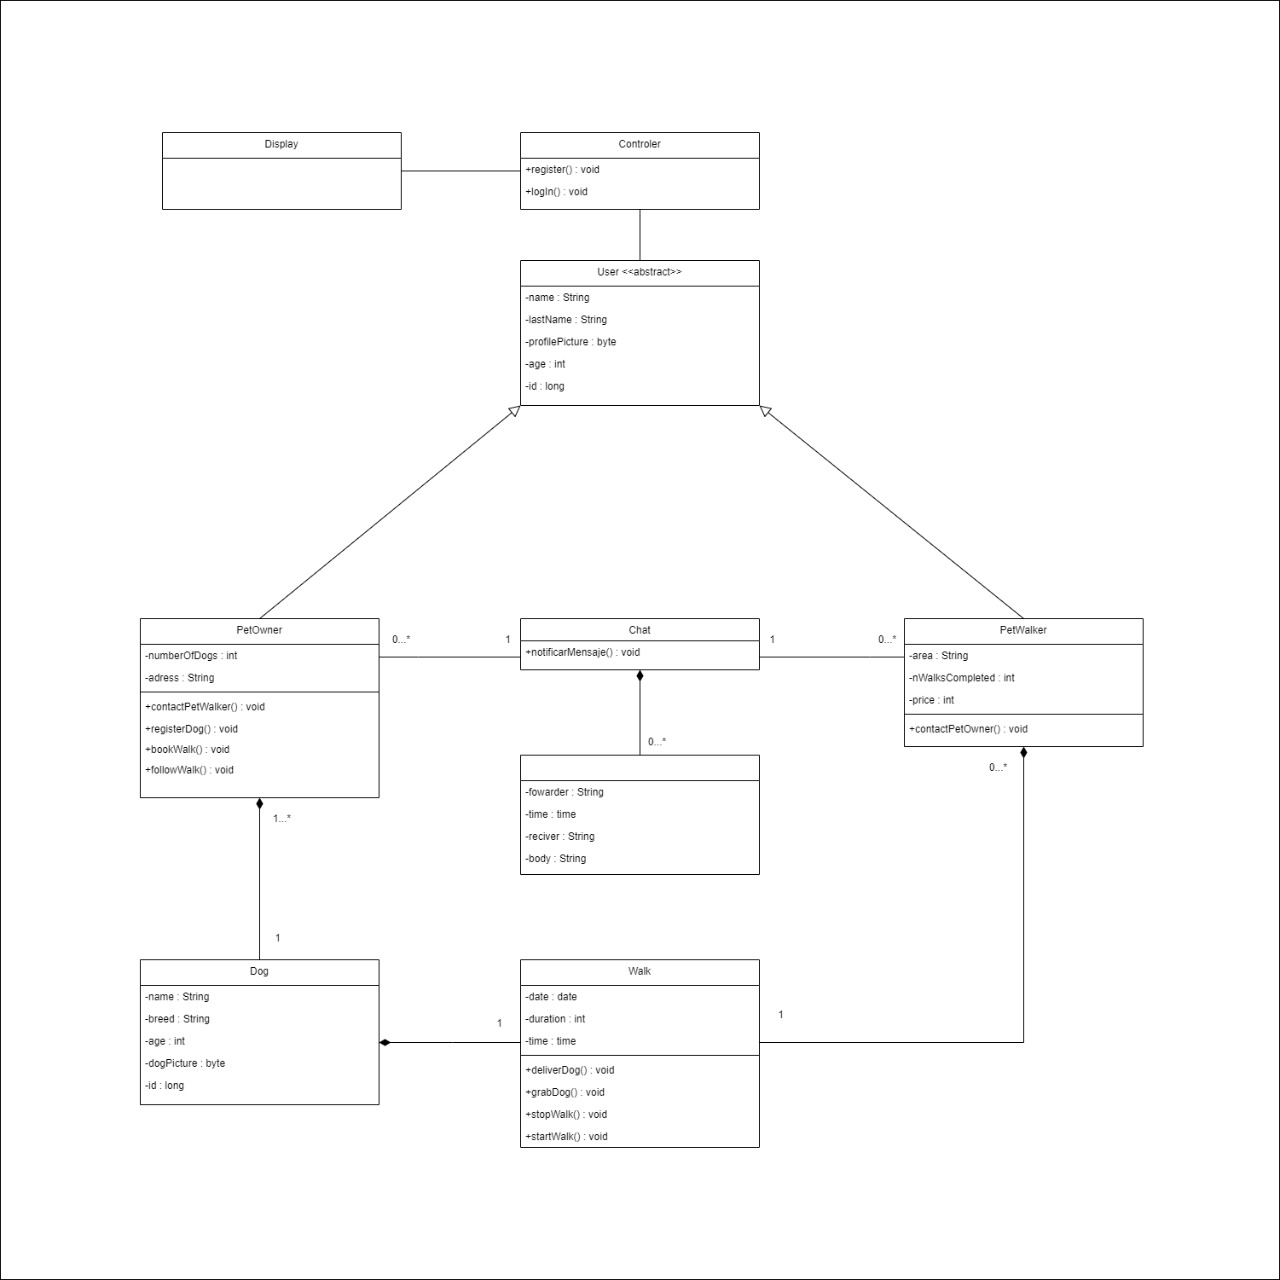 Display
Controler
+register() : void
+logIn() : void
User <<abstract>>
-name : String
-lastName : String
-profilePicture : byte
-age : int
-id : long
PetOwner
-numberOfDogs : int
-adress : String
+contactPetWalker() : void
+registerDog() : void
+bookWalk() : void
+followWalk() : void
0...*
1
Chat
+notificarMensaje() : void
1
0...*
PetWalker
-area : String
-nWalksCompleted : int
-price : int
+contactPetOwner() : void
0...*
0...*
-fowarder : String
-time : time
-reciver : String
-body : String
1...*
1
Dog
-name : String
-breed : String
-age : int
-dogPicture : byte
-id : long
1
Walk
-date : date
-duration : int
-time : time
+deliverDog() : void
+grabDog() : void
+stopWalk() : void
+startWalk() : void
1